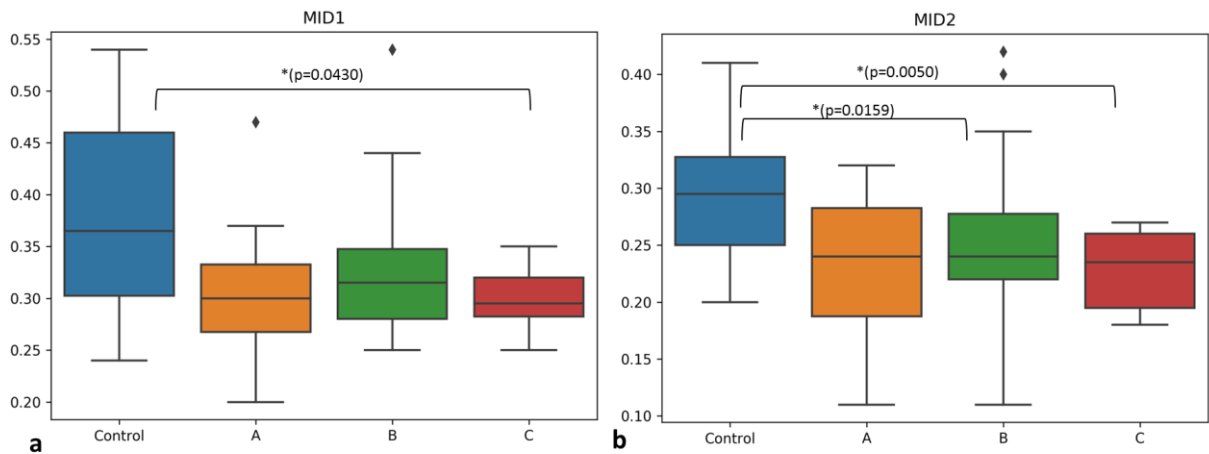 MID1
0.55
0.50
0.45
0.40
0.35
0.30
0.25
0.20
*(p=0.0430)
Control A B C
a
MID2
0.40
0.35
0.30
0.25
0.20
0.15
0.10
*(p=0.0050)
*(p=0.0159)
Control A B C
b